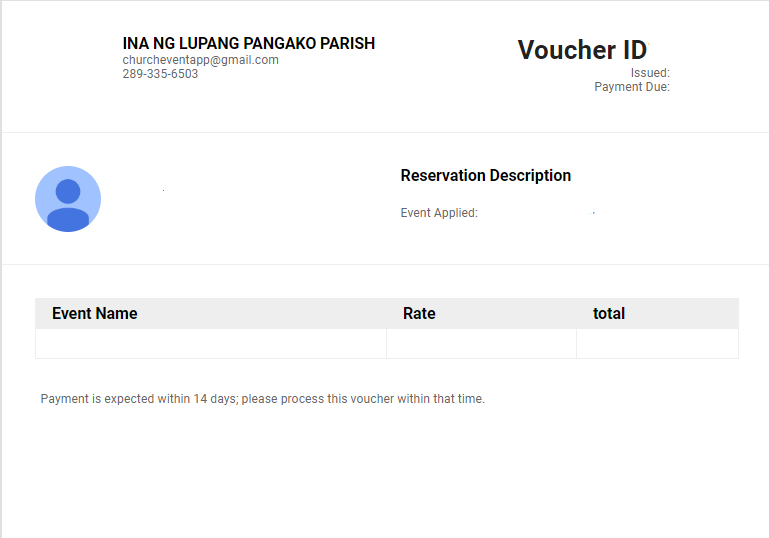 INA NG LUPANG PANGAKO PARISH
churcheventapp@gmail.com
289-335-6503
Voucher ID
Issued:
Payment Due:
Reservation Description
Event Applied:
Event Name Rate total
Payment is expected within 14 days; please process this voucher within that time.